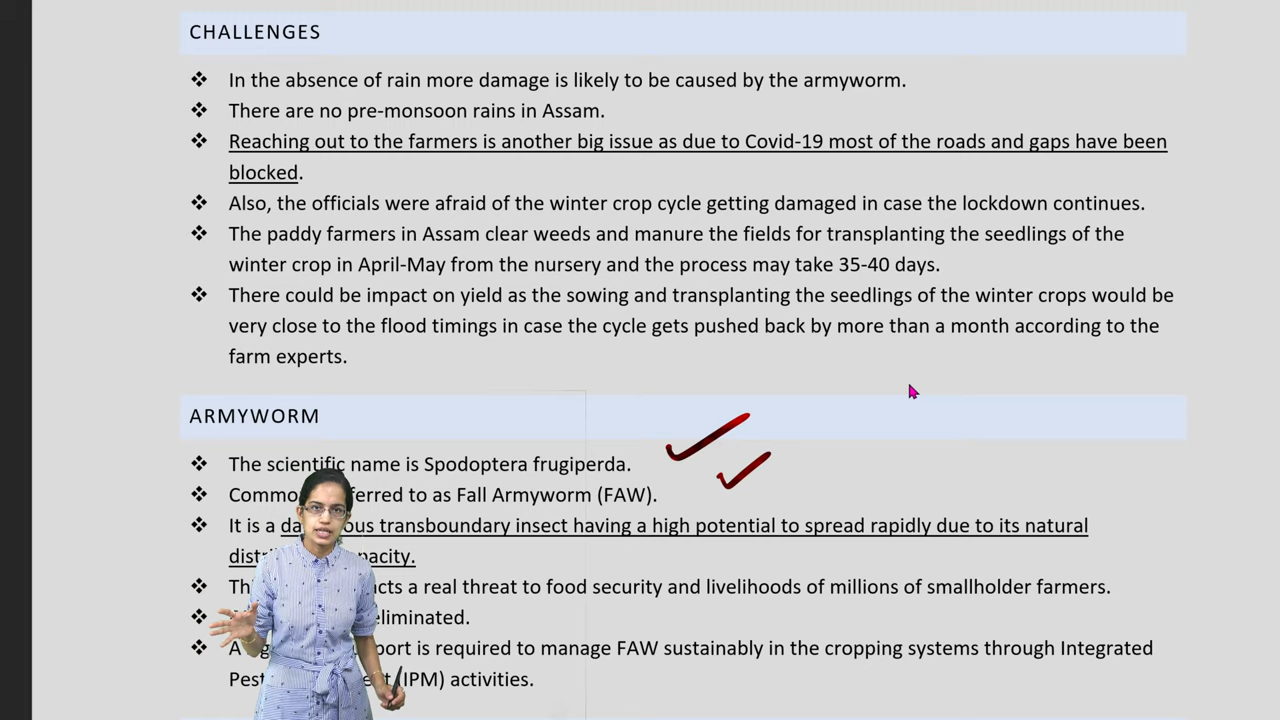 CHALLENGES
❖ In the absence of rain more damage is likely to be caused by the armyworm.
❖ There are no pre-monsoon rains in Assam.
❖ Reaching out to the farmers is another big issue as due to Covid-19 most of the roads and gaps have been
blocked.
❖ Also, the officials were afraid of the winter crop cycle getting damaged in case the lockdown continues.
❖ The paddy farmers in Assam clear weeds and manure the fields for transplanting the seedlings of the
winter crop in April-May from the nursery and the process may take 35-40 days.
❖ There could be impact on yield as the sowing and transplanting the seedlings of the winter crops would be
very close to the flood timings in case the cycle gets pushed back by more than a month according to the
farm experts.
ARMYWORM
❖ The scientific name is Spodoptera frugiperda.
❖ referred to as Fall Armyworm (FAW).
❖ It is a transboundary insect having a high potential to spread rapidly due to its natural
capacity.
❖ acts a real threat to food security and livelihoods of millions of smallholder farmers.
❖ eliminated.
❖ is required to manage FAW sustainably in the cropping systems through Integrated
Pest (IPM) activities.